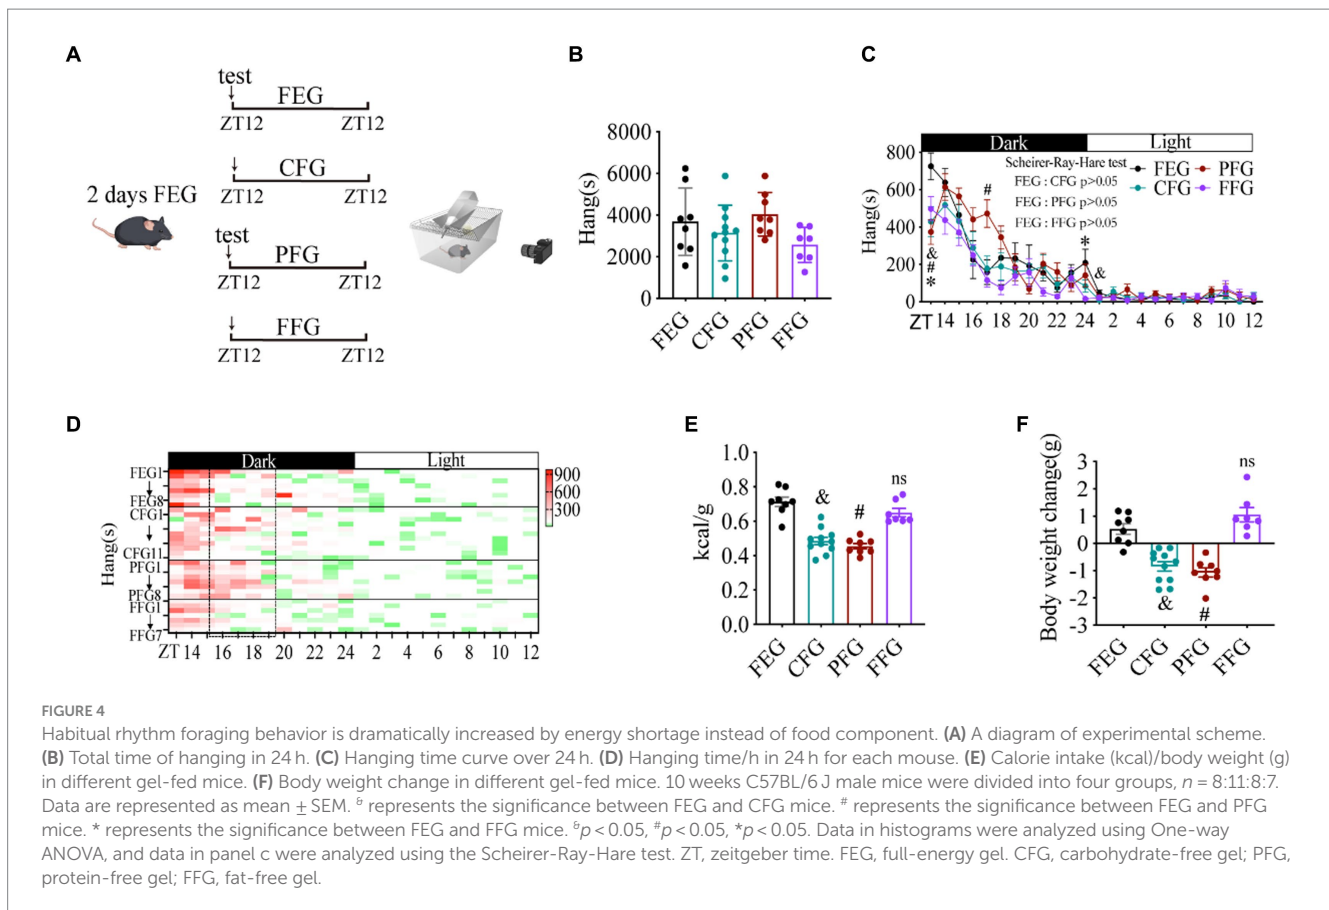 A
test
FEG
ZT12 ZT12
CFG
ZT12 ZT12
2 days FEG
test
PFG
ZT12 ZT12
FFG
ZT12 ZT12
B
Hang(s)
8000
6000
4000
2000
0
FEG CFG PFG FFG
C
Dark Light
Scheirer-Ray-Hare test
FEG : CFG p>0.05
FEG : PFG p>0.05
FEG : FFG p>0.05
FEG PFG
CFG FFG
Hang(s)
800
600
400
200
0
&
#
*
#
*
&
ZT 14 16 18 20 22 24 2 4 6 8 10 12
D
Dark Light
Hang(s)
FEG1
FEG8
CFG1
CFG11
PFG1
PFG8
FFG1
FFG7
900
600
300
ZT 14 16 18 20 22 24 2 4 6 8 10 12
E
kcal/g
1.0
0.8
0.6
0.4
0.2
0.0
&
#
ns
FEG CFG PFG FFG
F
Body weight change(g)
3
2
1
0
-1
-2
-3
ns
&
#
FEG CFG PFG FFG
FIGURE 4
Habitual rhythm foraging behavior is dramatically increased by energy shortage instead of food component. (A) A diagram of experimental scheme.
(B) Total time of hanging in 24 h. (C) Hanging time curve over 24 h. (D) Hanging time/h in 24 h for each mouse. (E) Calorie intake (kcal)/body weight (g)
in different gel-fed mice. (F) Body weight change in different gel-fed mice. 10 weeks C57BL/6 J male mice were divided into four groups, n = 8:11:8:7.
Data are represented as mean ± SEM. & represents the significance between FEG and CFG mice. # represents the significance between FEG and PFG
mice. * represents the significance between FEG and FFG mice. &p < 0.05, #p < 0.05, *p < 0.05. Data in histograms were analyzed using One-way
ANOVA, and data in panel c were analyzed using the Scheirer-Ray-Hare test. ZT, zeitgeber time. FEG, full-energy gel. CFG, carbohydrate-free gel; PFG,
protein-free gel; FFG, fat-free gel.